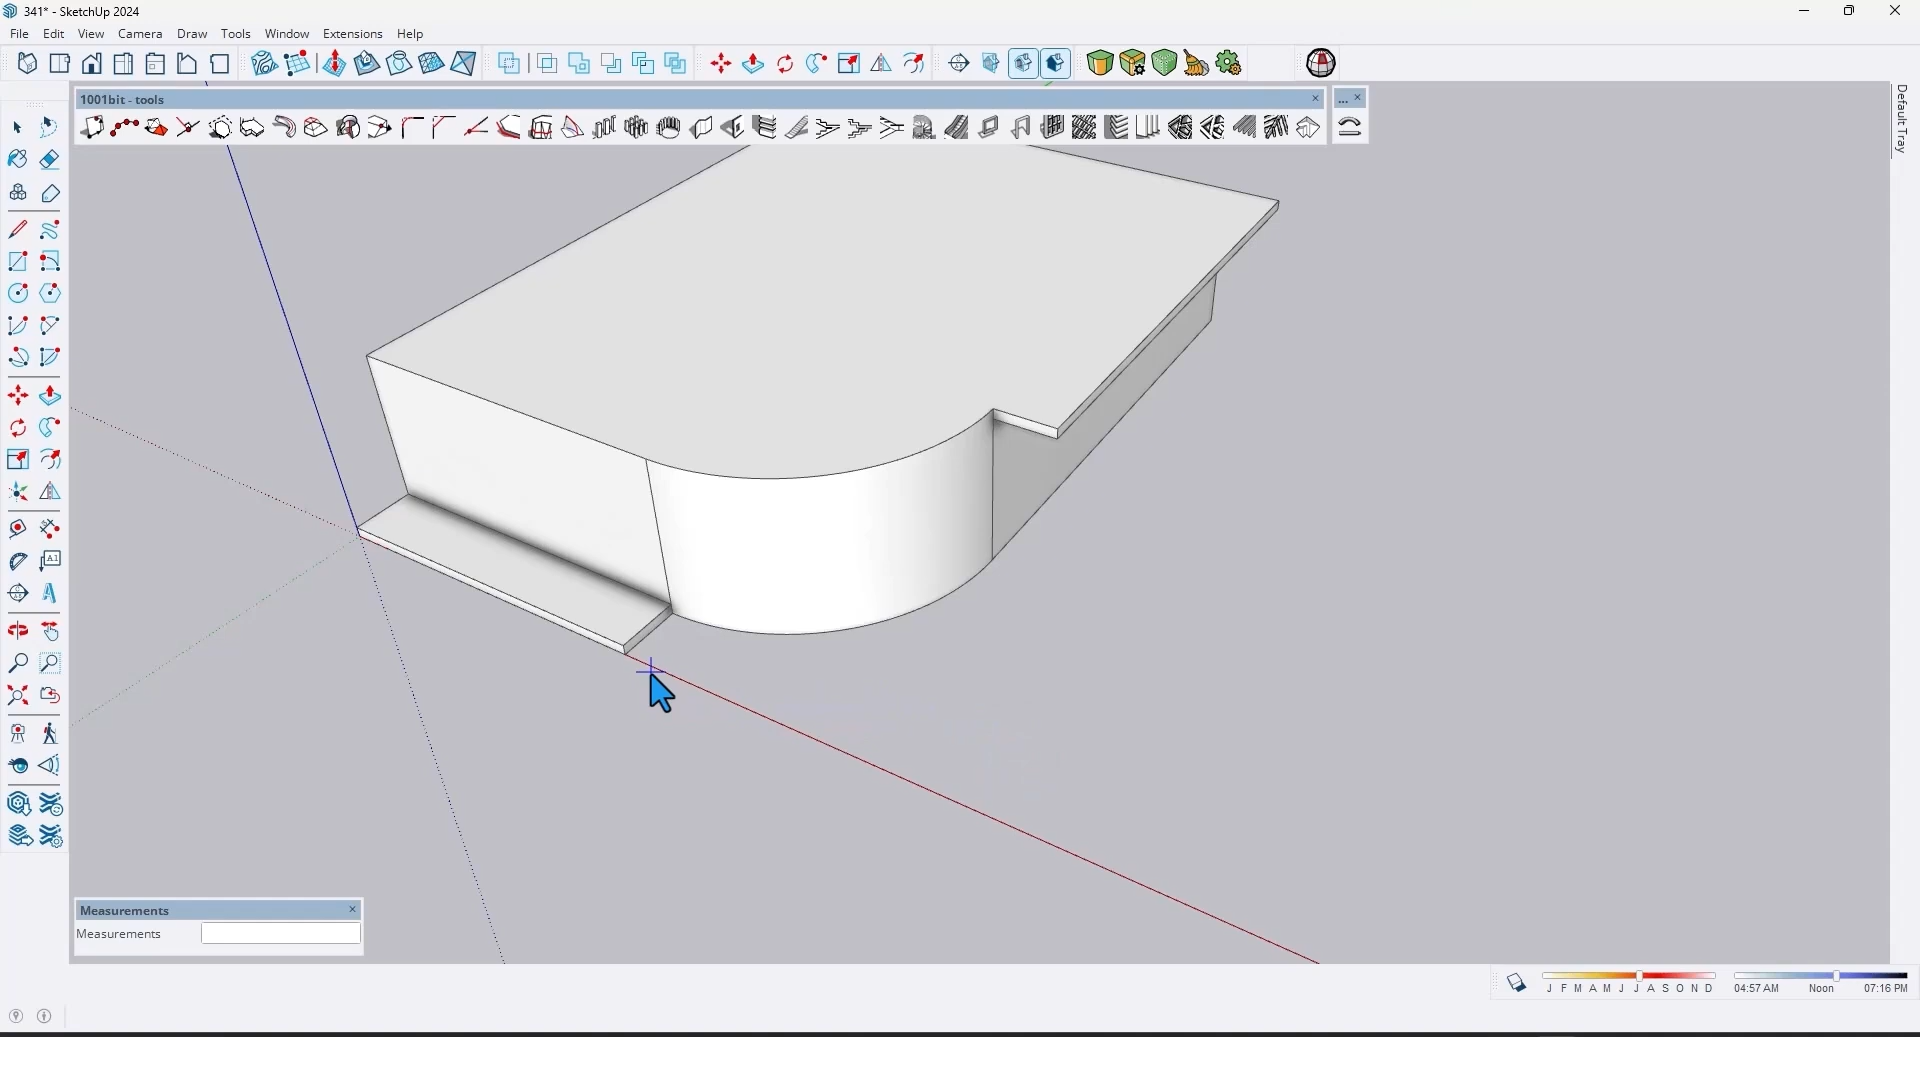 341* - SketchUp 2024
File Edit View Camera Draw Tools Window Extensions Help
1001bit - tools
...
Default Tray
A1
Measurements
Measurements
J F M A M J J A S O N D
04:57 AM Noon 07:16 PM